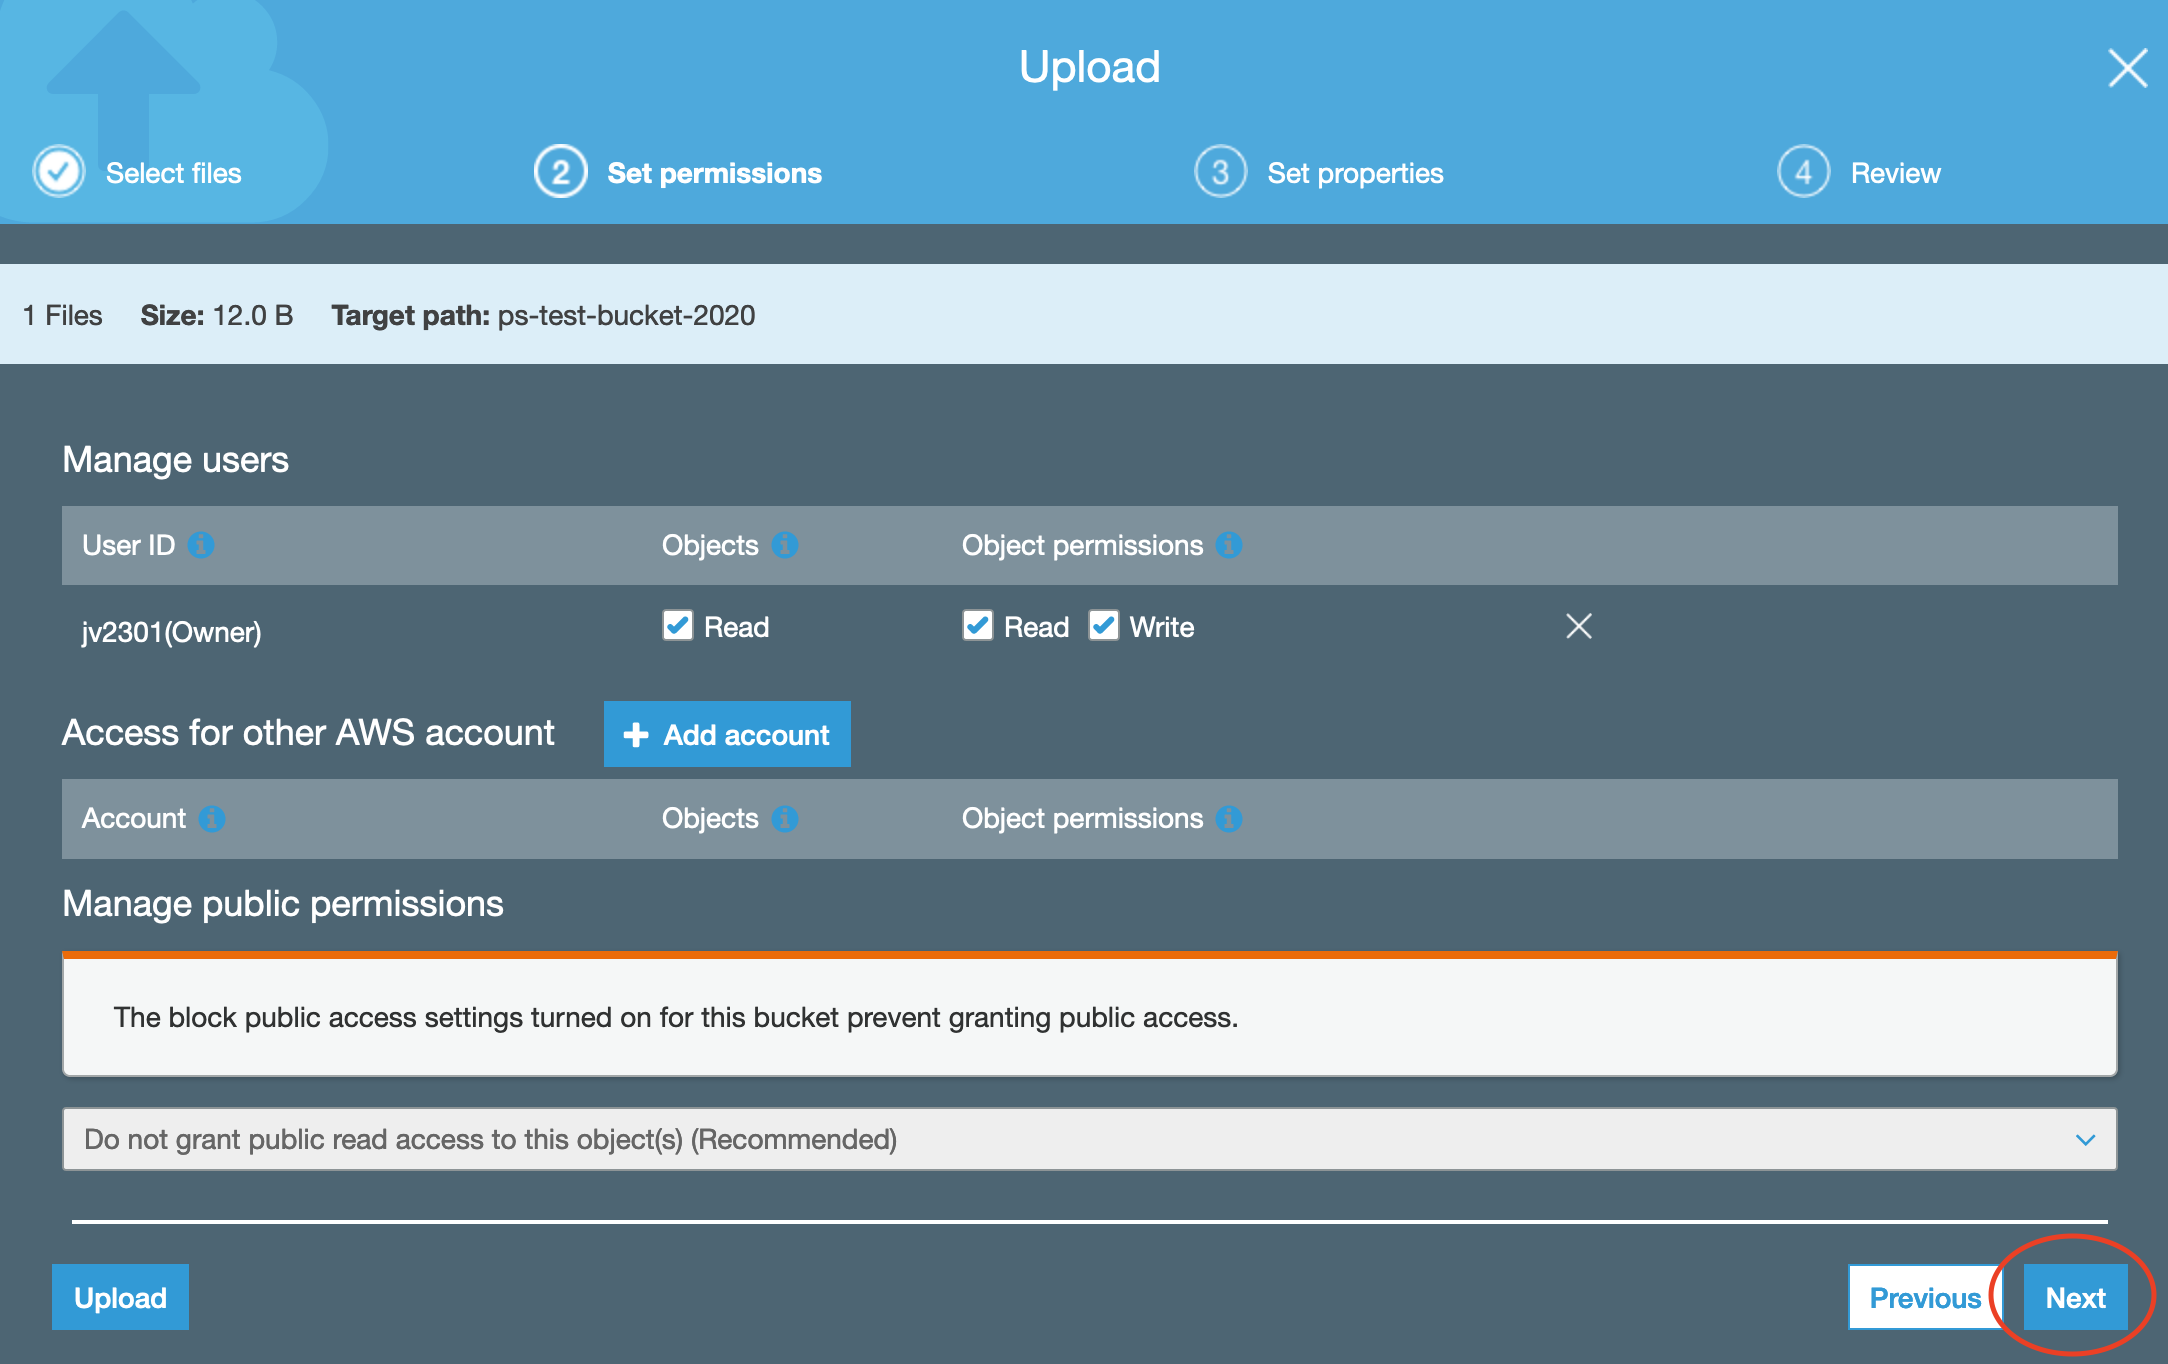 Upload
Select files
2 Set permissions
3 Set properties
4 Review
1 Files Size: 12.0 B Target path: ps-test-bucket-2020
Manage users
User ID Objects Object permissions
jv2301(Owner) Read Read Write
Access for other AWS account Add account
Account Objects Object permissions
Manage public permissions
The block public access settings turned on for this bucket prevent granting public access.
Do not grant public read access to this object(s) (Recommended)
Upload Previous Next